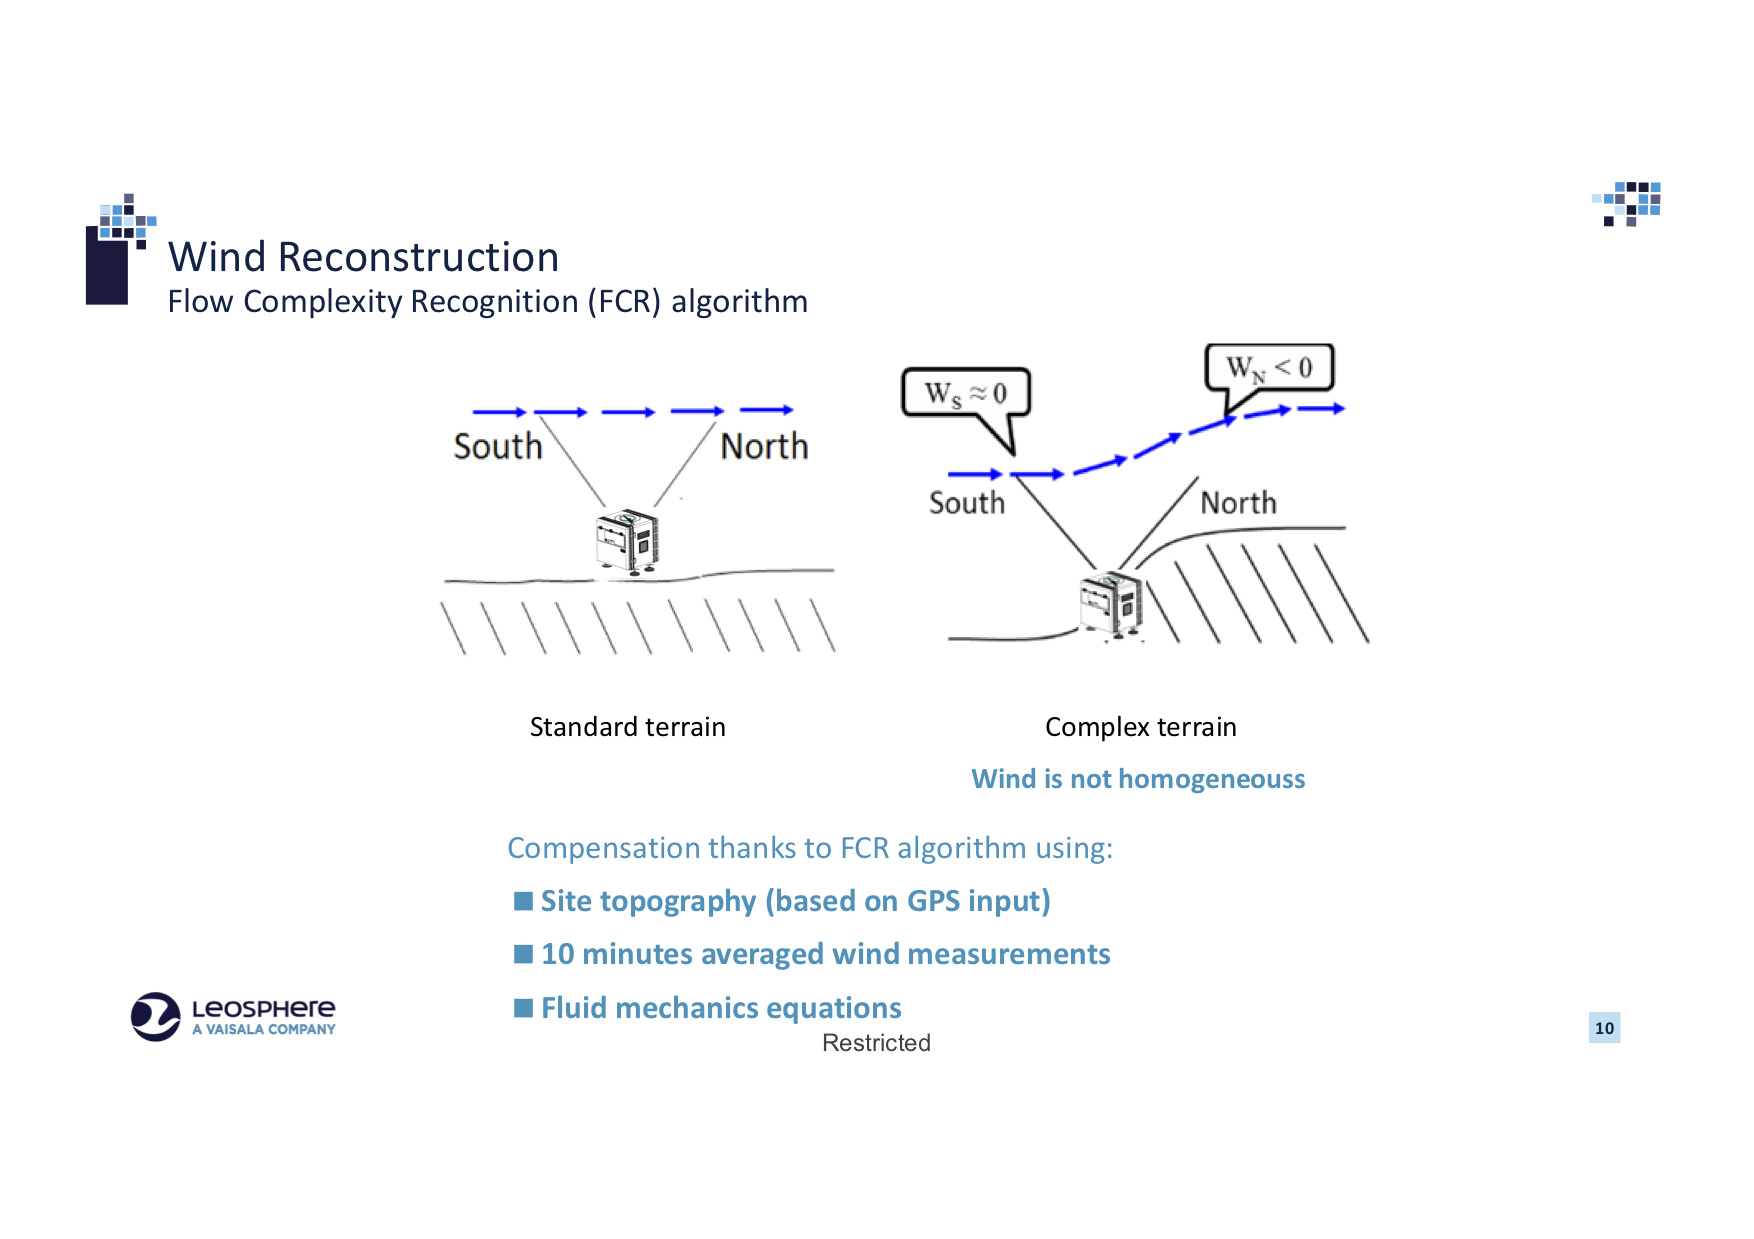 Wind Reconstruction
Flow Complexity Recognition (FCR) algorithm
South
North
W_S ≈ 0
W_N < 0
South
North
Standard terrain
Complex terrain
Wind is not homogeneouss
Compensation thanks to FCR algorithm using:
Site topography (based on GPS input)
10 minutes averaged wind measurements
Fluid mechanics equations
LEOSPHERE
A VAISALA COMPANY
Restricted
10